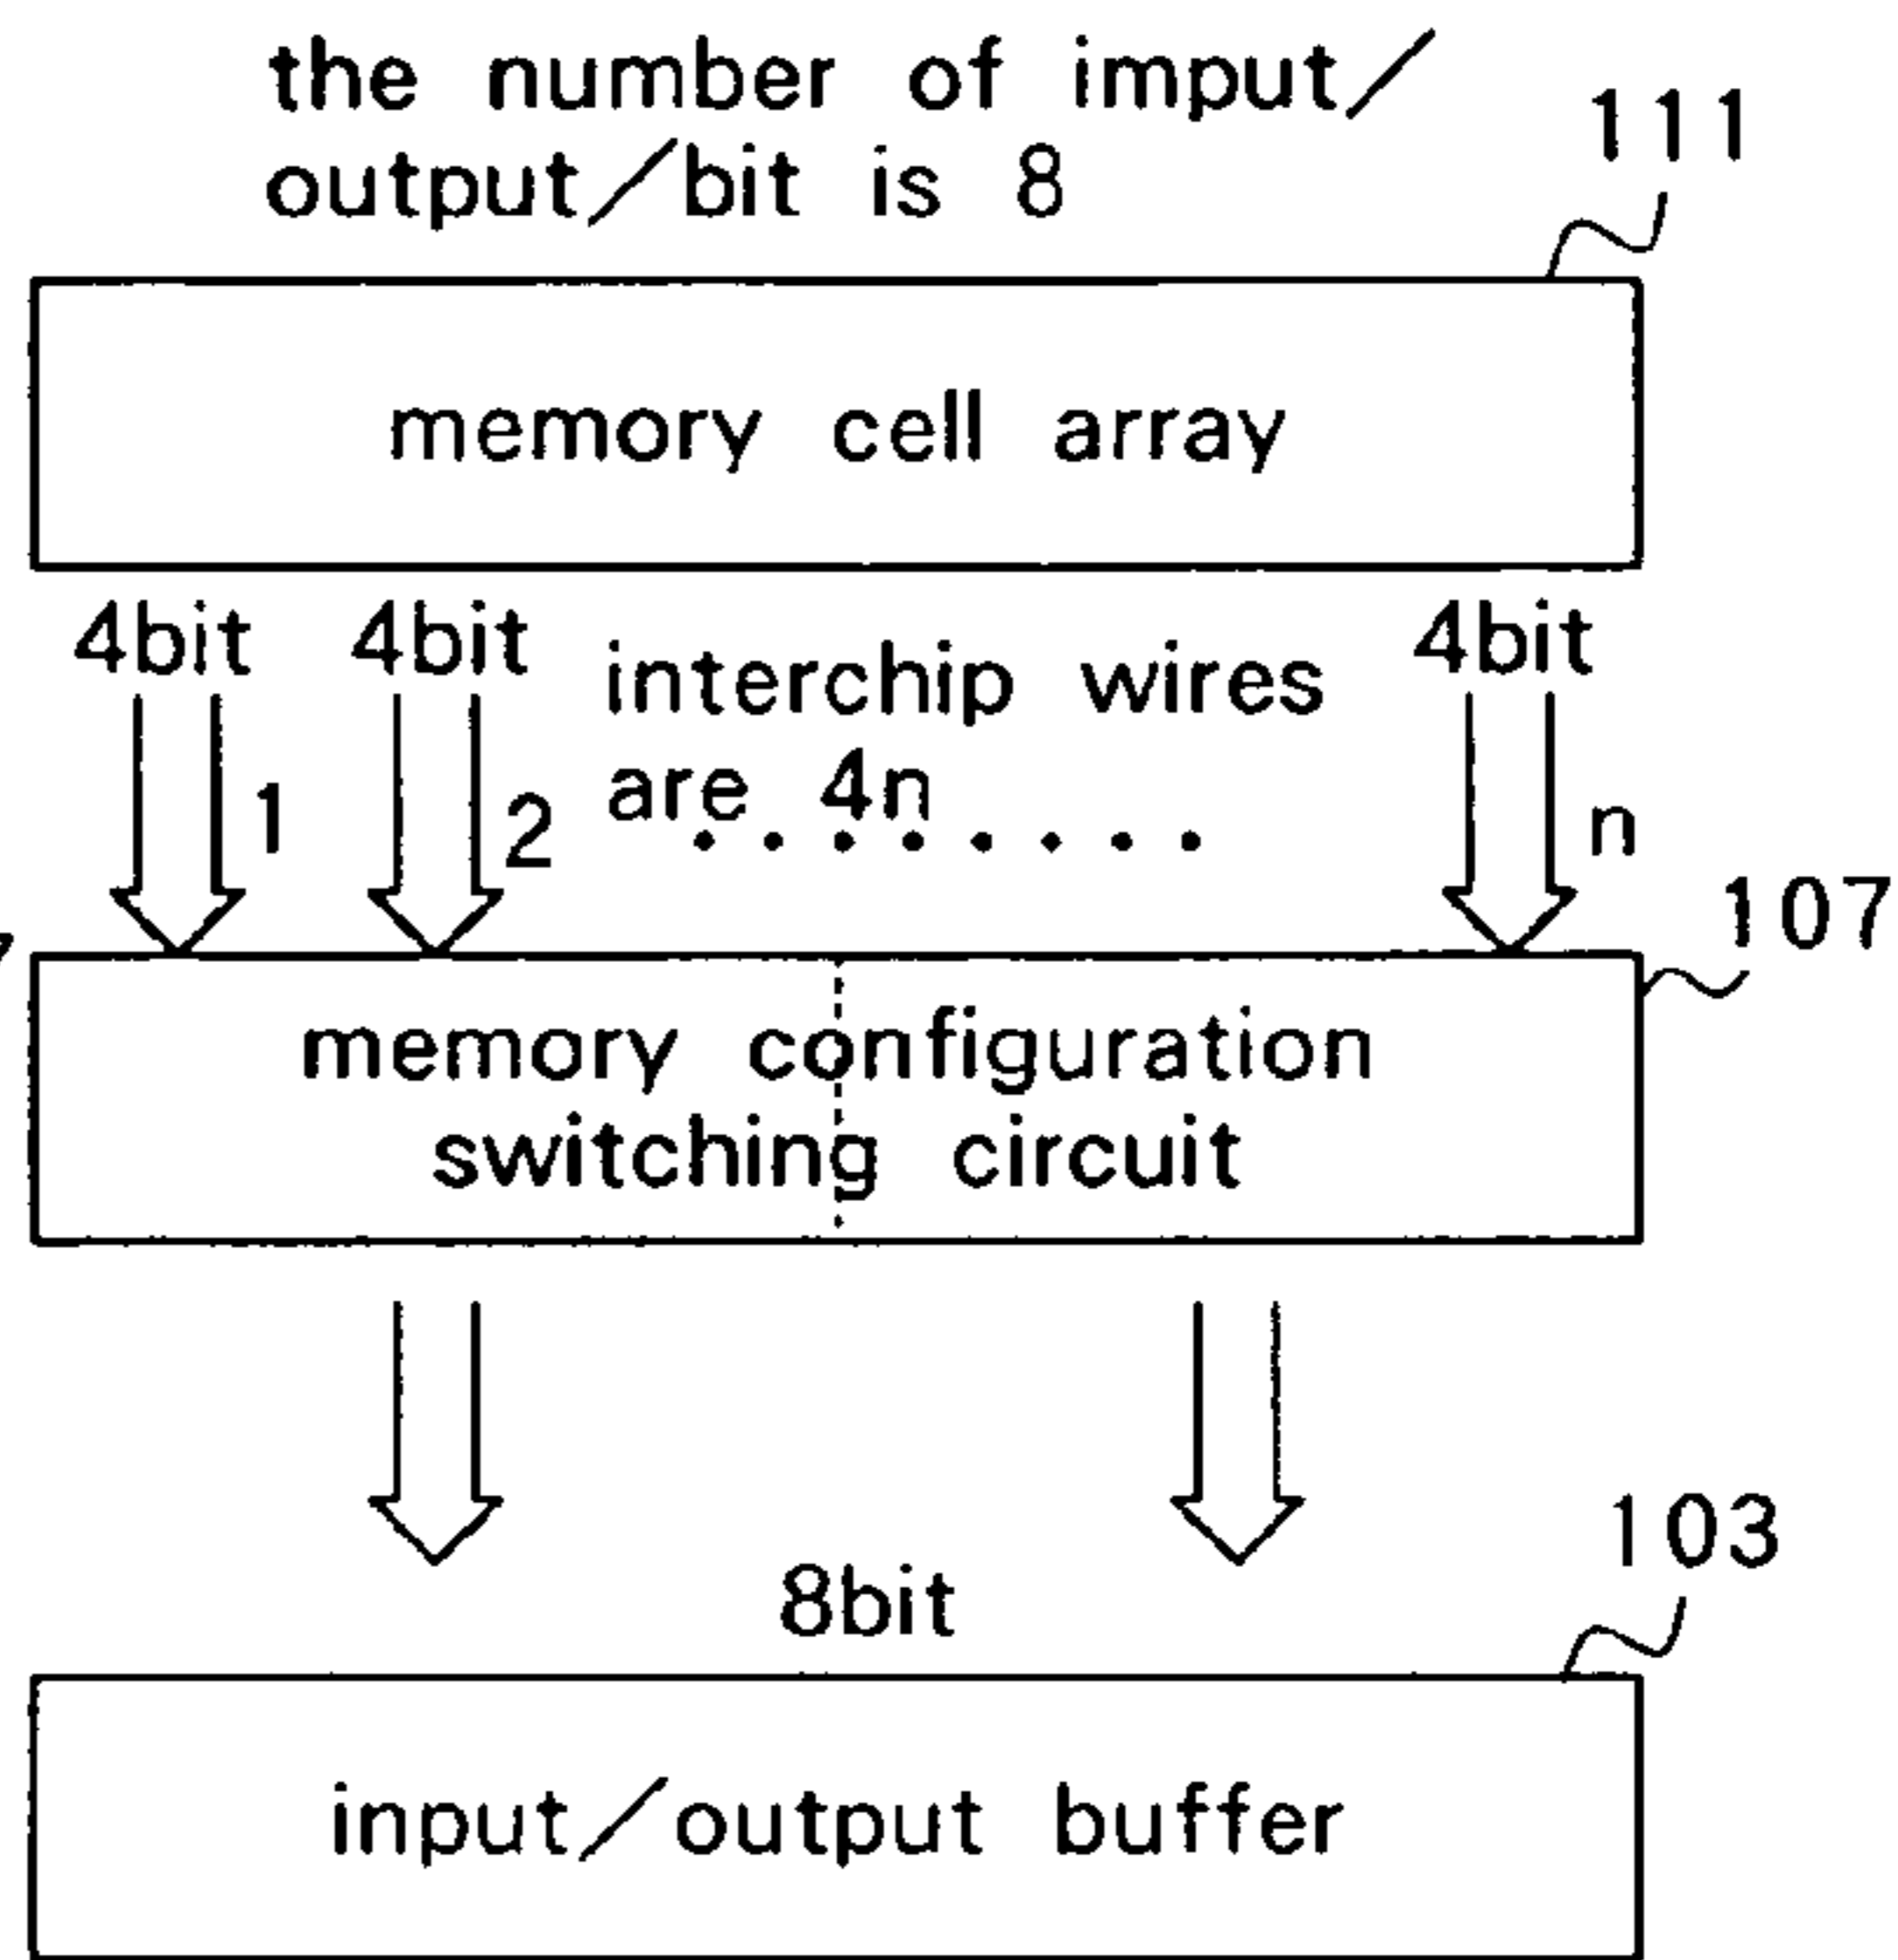 the number of imput/
output/bit is 8
111
memory cell array
4bit 4bit 4bit
interchip wires
are 4n
1 2 ........ n
107
memory configuration
switching circuit
103
8bit
input/output buffer